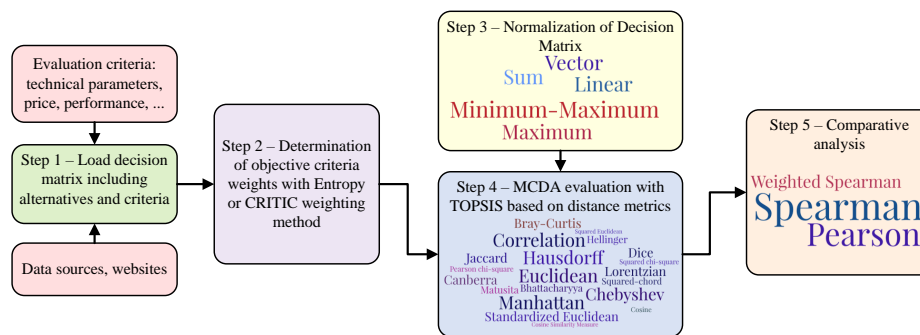 Evaluation criteria:
technical parameters,
price, performance, ...
Step 1 – Load decision
matrix including
alternatives and criteria
Data sources, websites
Step 2 – Determination
of objective criteria
weights with Entropy
or CRITIC weighting
method
Step 3 – Normalization of Decision
Matrix
Vector
Sum
Linear
Minimum-Maximum
Maximum
Step 4 – MCDA evaluation with
TOPSIS based on distance metrics
Bray-Curtis
Squared Euclidean
Correlation
Hellinger
Jaccard
Hausdorff
Dice
Squared chi-square
Pearson chi-square
Canberra
Euclidean
Lorentzian
Squared-chord
Matusita
Bhattacharyya
Chebyshev
Manhattan
Cosine
Standardized Euclidean
Cosine Similarity Measure
Step 5 – Comparative
analysis
Weighted Spearman
Spearman
Pearson